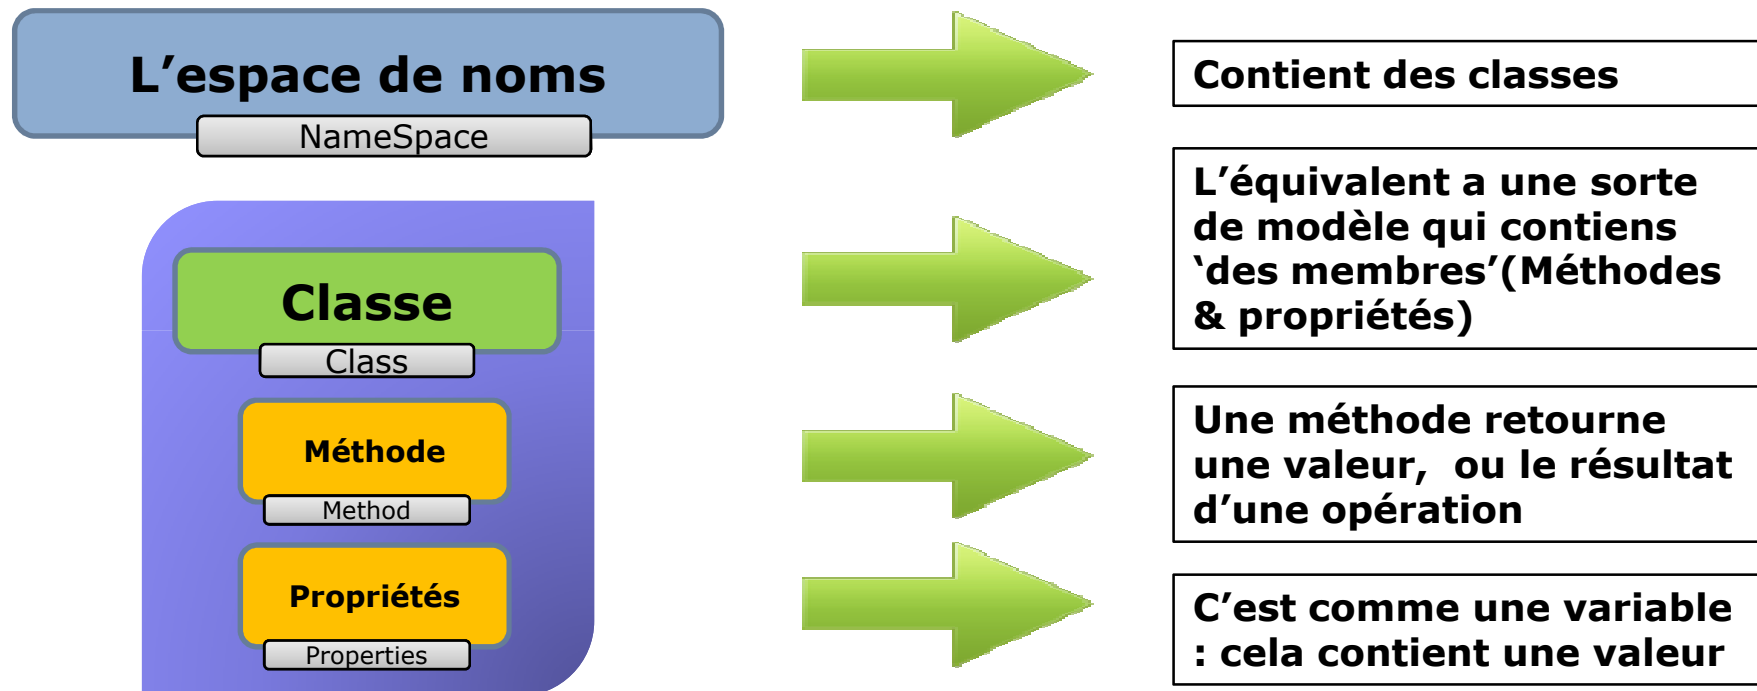 L’espace de noms
NameSpace
Contient des classes
Classe
Class
L’équivalent a une sorte
de modèle qui contiens
‘des membres’(Méthodes
& propriétés)
Méthode
Method
Une méthode retourne
une valeur, ou le résultat
d’une opération
Propriétés
Properties
C’est comme une variable
: cela contient une valeur